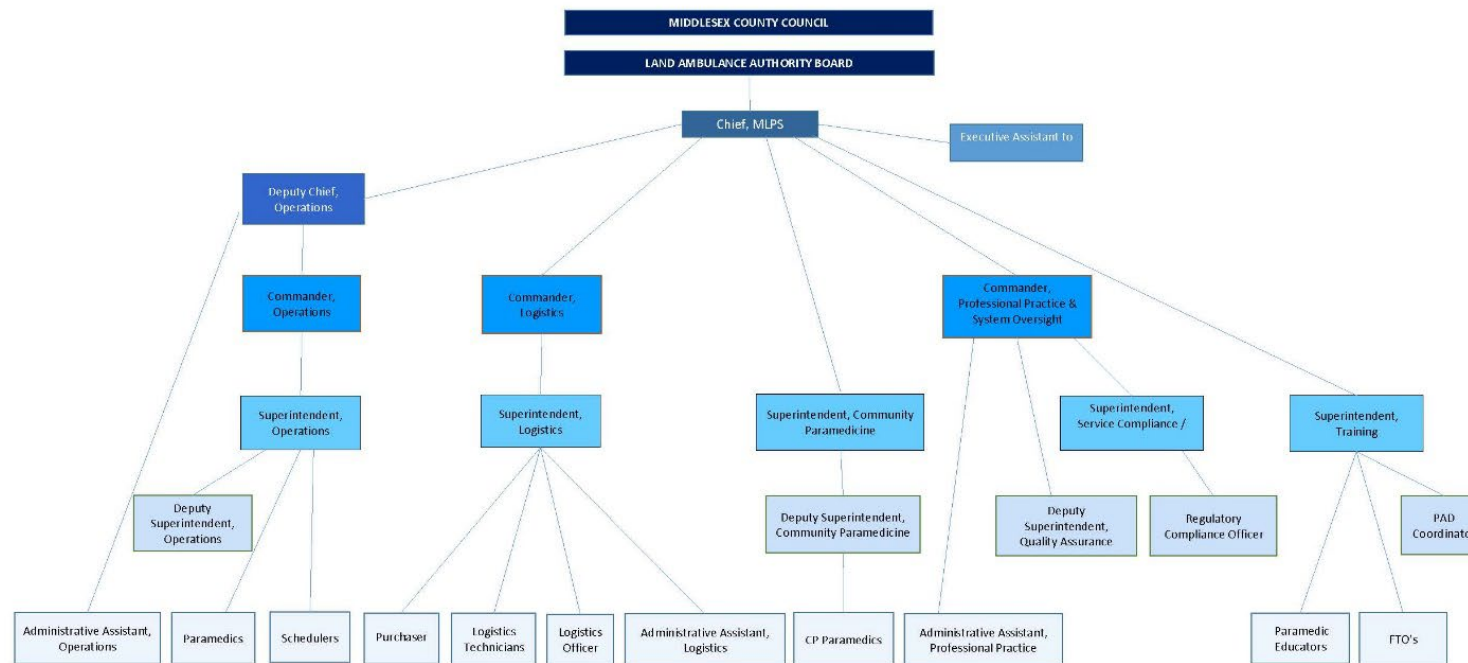 MIDDLESEX COUNTY COUNCIL
LAND AMBULANCE AUTHORITY BOARD
Chief, MLPS
Executive Assistant to
Deputy Chief,
Operations
Commander,
Operations
Commander,
Logistics
Commander,
Professional Practice &
System Oversight
Superintendent,
Operations
Superintendent,
Logistics
Superintendent, Community
Paramedicine
Superintendent,
Service Compliance /
Superintendent,
Training
Deputy
Superintendent,
Operations
Deputy Superintendent,
Community Paramedicine
Deputy
Superintendent,
Quality Assurance
Regulatory
Compliance Officer
PAD
Coordinato
Administrative Assistant,
Operations
Paramedics
Schedulers
Purchaser
Logistics
Technicians
Logistics
Officer
Administrative Assistant,
Logistics
CP Paramedics
Administrative Assistant,
Professional Practice
Paramedic
Educators
FTO's